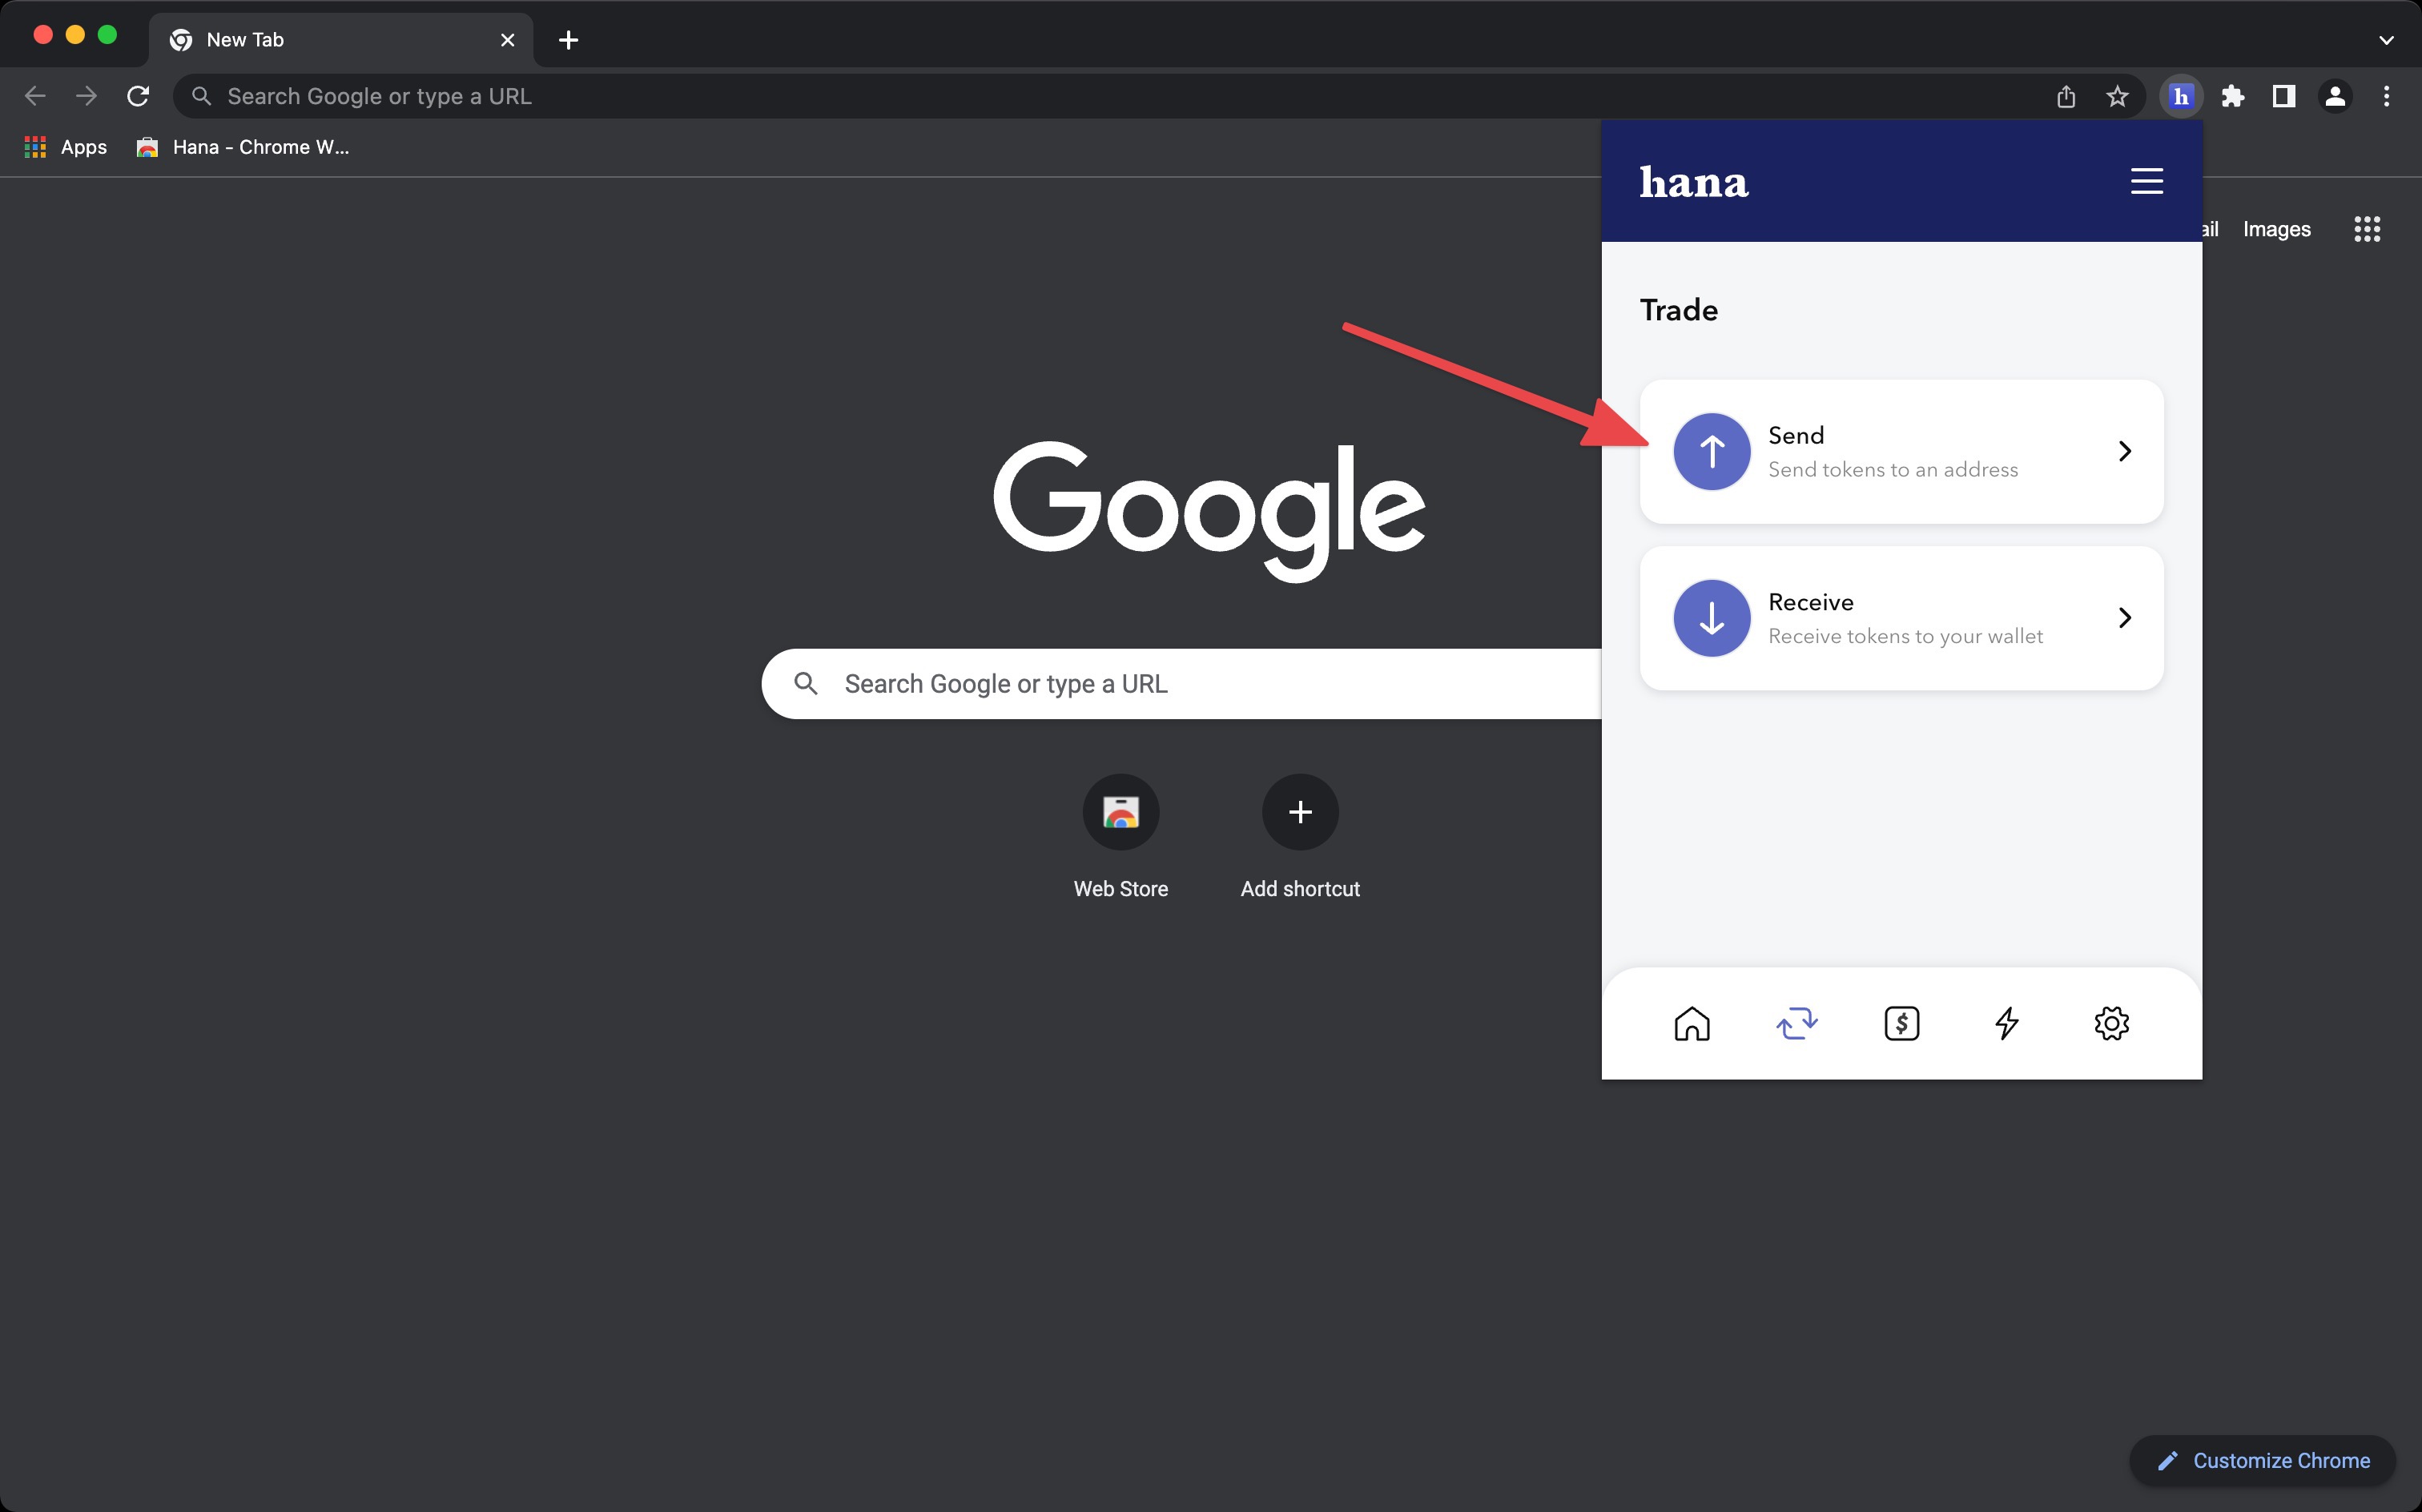 New Tab
Search Google or type a URL
h
Apps
Hana - Chrome W...
hana
ail
Images
Trade
Send
Send tokens to an address
Google
Receive
Receive tokens to your wallet
Search Google or type a URL
Web Store
Add shortcut
$
Customize Chrome